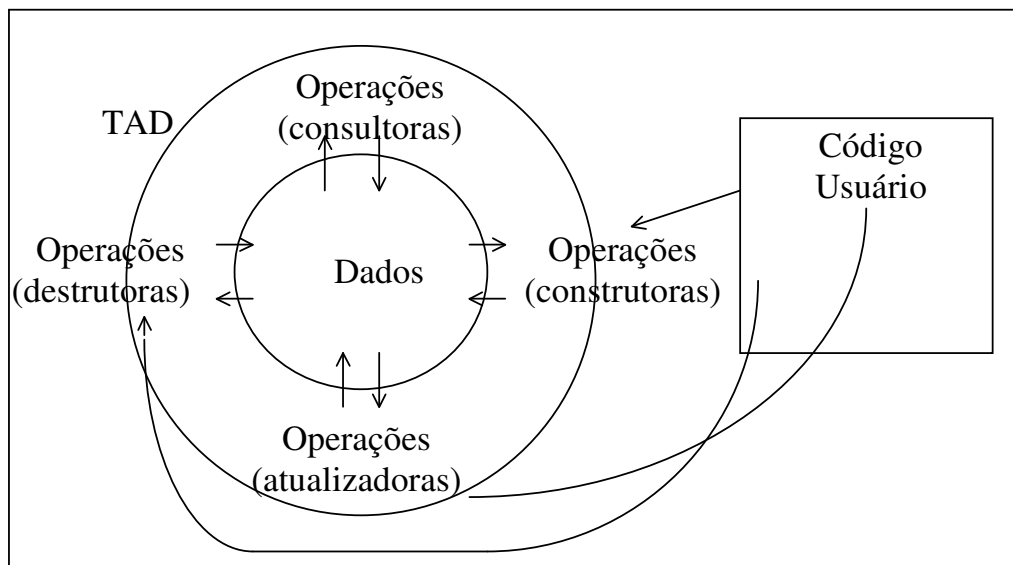 Operações
(consultoras)
TAD
Código
Usuário
Operações
(destrutoras)
Dados
Operações
(construtoras)
Operações
(atualizadoras)